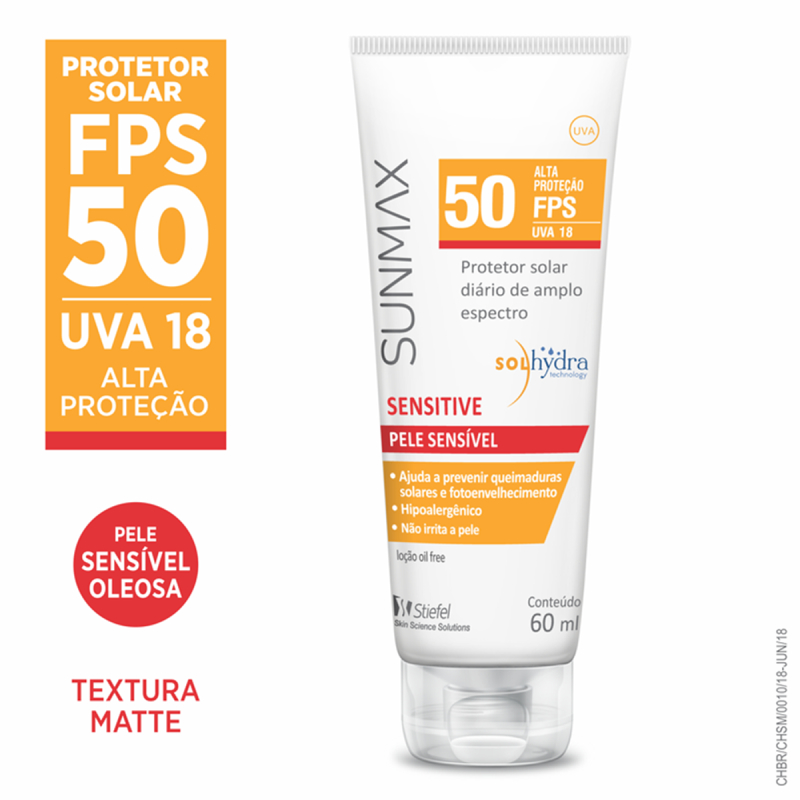 PROTETOR
SOLAR
FPS
50
UVA 18
ALTA
PROTEÇÃO
PELE
SENSÍVEL
OLEOSA
TEXTURA
MATTE
UVA
SUNMAX
50
ALTA
PROTEÇÃO
FPS
UVA 18
Protetor solar
diário de amplo
espectro
SOLhydra
technology
SENSITIVE
PELE SENSÍVEL
• Ajuda a prevenir queimaduras
solares e fotoenvelhecimento
• Hipoalergênico
• Não irrita a pele
loção oil free
Stiefel
Skin Science Solutions
Conteúdo
60 ml
CHBR/CHSM/0010/18-JUN/18